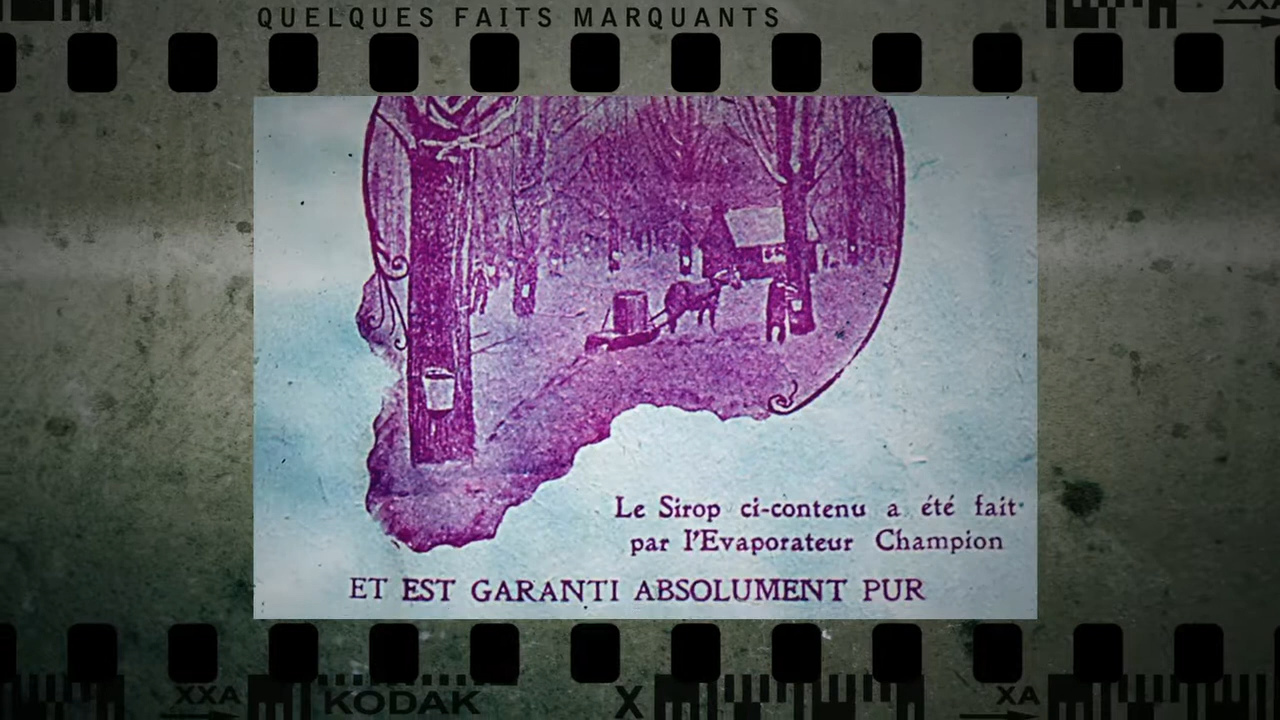 QUELQUES FAITS MARQUANTS
Le Sirop ci-contenu a été fait
par l'Evaporateur Champion
ET EST GARANTI ABSOLUMENT PUR
XXA
KODAK
X
XA